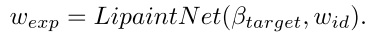 $w_{exp} = LipaintNet(\beta_{target}, w_{id}).$